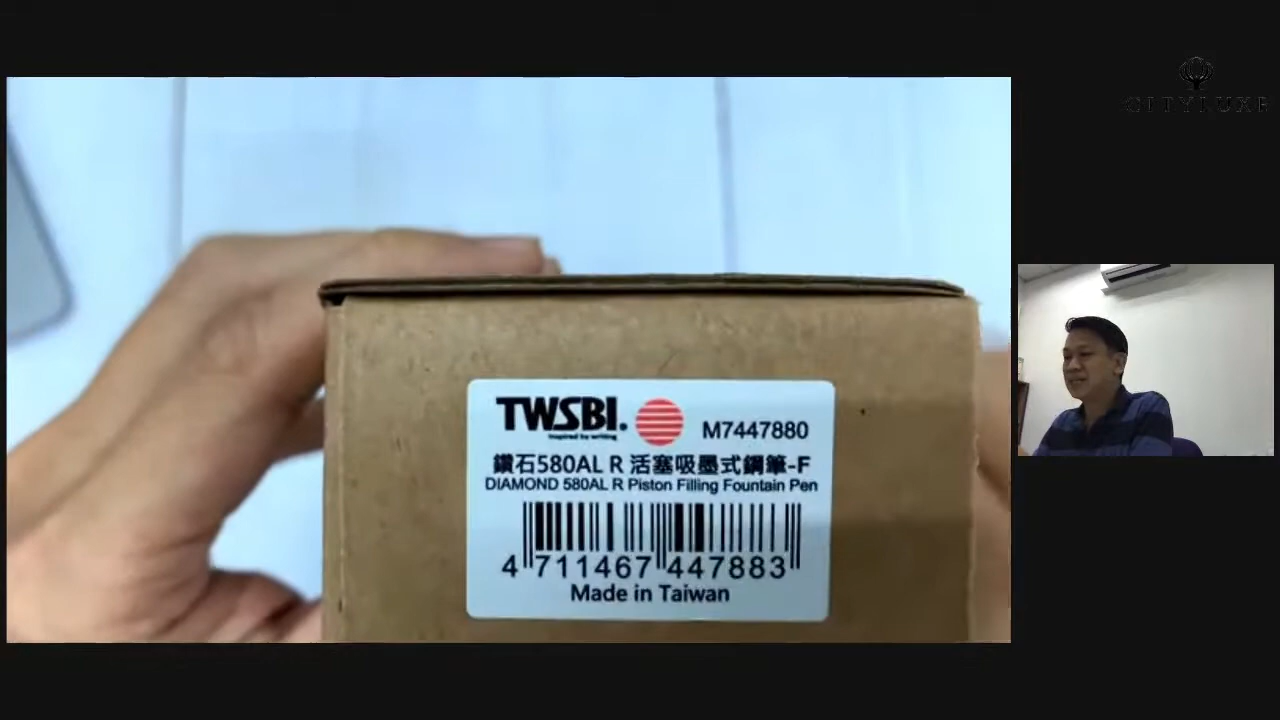 CITYLUXE
TWSBI.
Inspired by writing
M7447880
鑽石580AL R 活塞吸墨式鋼筆-F
DIAMOND 580AL R Piston Filling Fountain Pen
4 711467 447883
Made in Taiwan